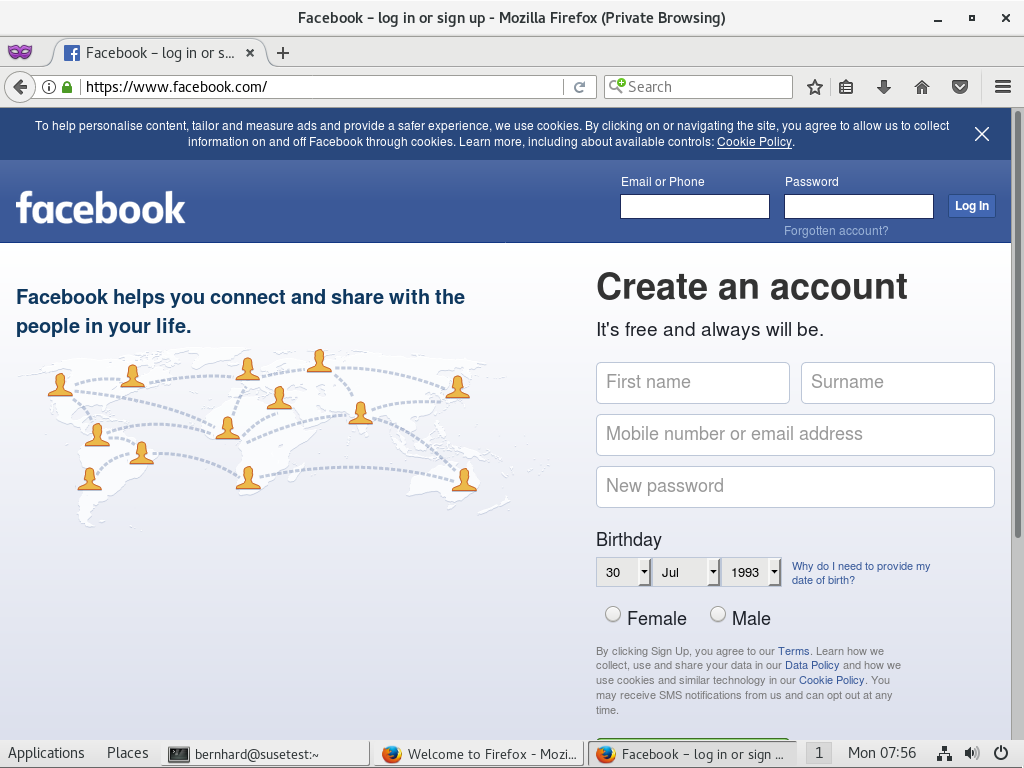 Facebook – log in or sign up - Mozilla Firefox (Private Browsing)
Facebook – log in or s...
https://www.facebook.com/
Search
To help personalise content, tailor and measure ads and provide a safer experience, we use cookies. By clicking on or navigating the site, you agree to allow us to collect
information on and off Facebook through cookies. Learn more, including about available controls: Cookie Policy.
facebook
Email or Phone
Password
Log In
Forgotten account?
Facebook helps you connect and share with the
people in your life.
Create an account
It's free and always will be.
First name
Surname
Mobile number or email address
New password
Birthday
30 Jul 1993
Why do I need to provide my
date of birth?
Female Male
By clicking Sign Up, you agree to our Terms. Learn how we
collect, use and share your data in our Data Policy and how we
use cookies and similar technology in our Cookie Policy. You
may receive SMS notifications from us and can opt out at any
time.
Applications Places bernhard@susetest:~ Welcome to Firefox - Mozi... Facebook – log in or sign ... 1 Mon 07:56